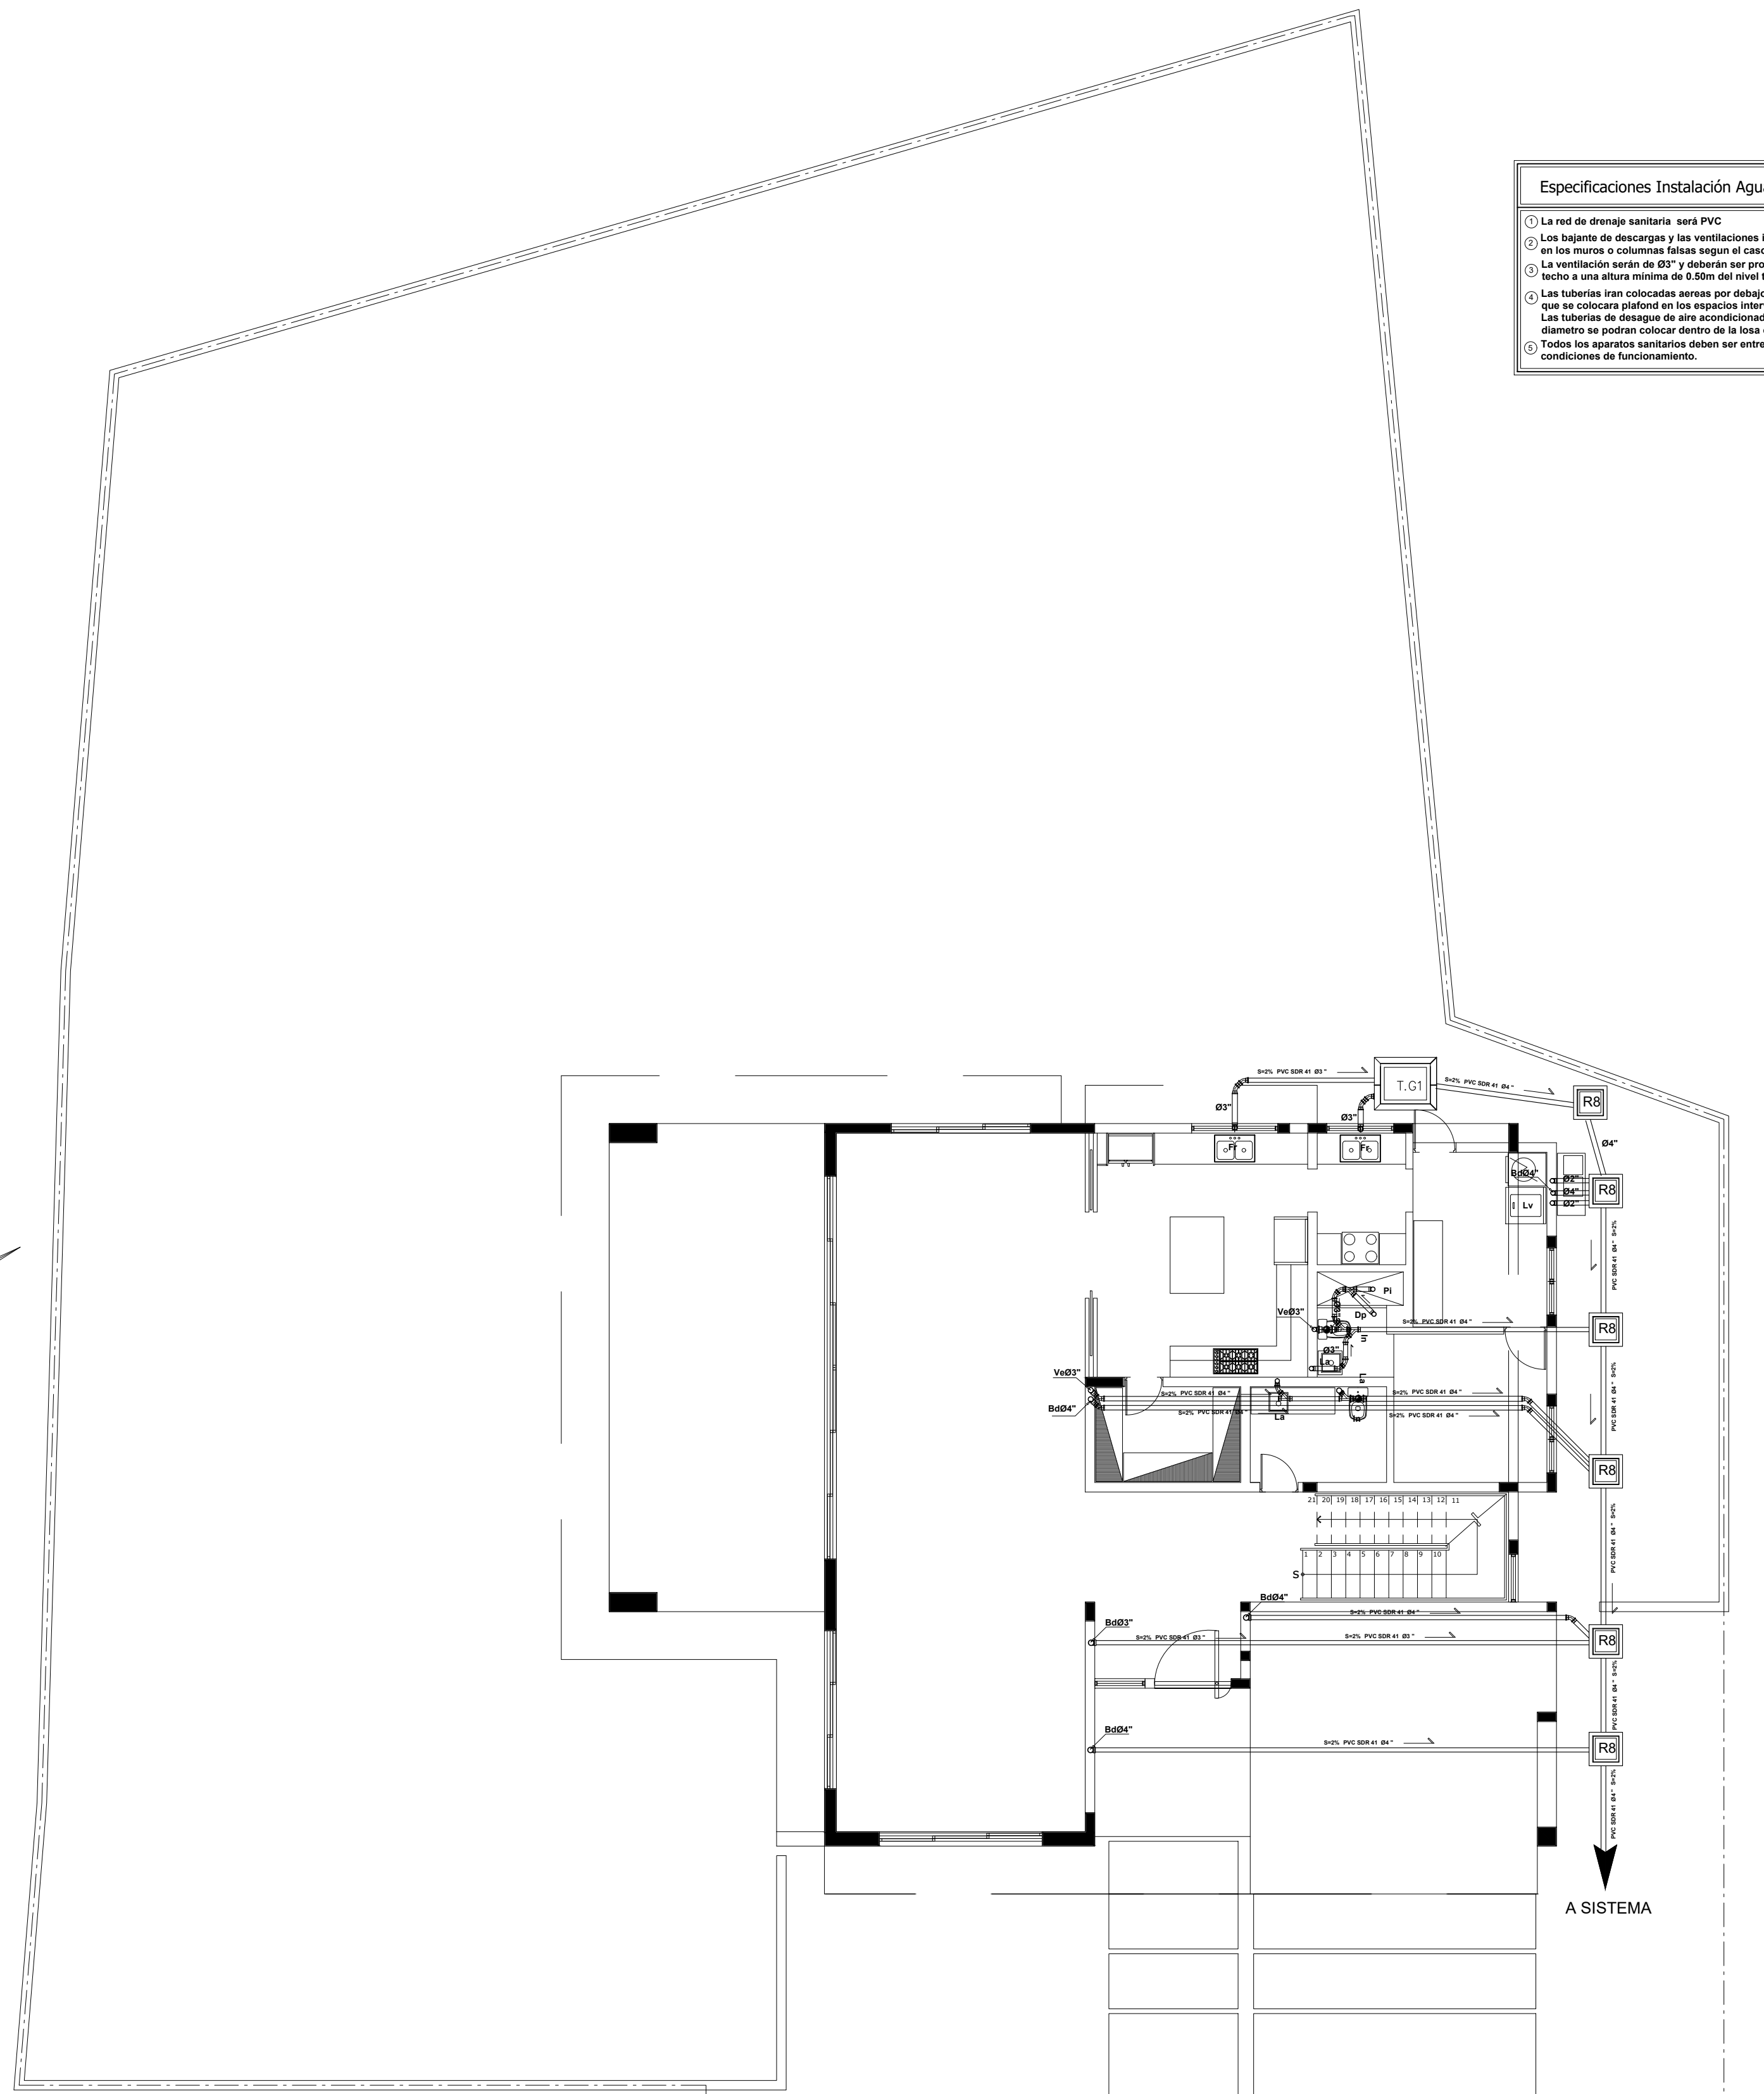 Especificaciones Instalación
1 La red de drenaje sanitaria será PVC
2 Los bajante de descargas y las ventilaciones
en los muros o columnas falsas segun el
3 La ventilación serán de Ø3" y deberán ser
techo a una altura mínima de 0.50m del nivel
4 Las tuberías iran colocadas aereas por
que se colocara plafond en los espacios
Las tuberias de desague de aire
diametro se podran colocar dentro de la losa
5 Todos los aparatos sanitarios deben ser
condiciones de funcionamiento.
S=2% PVC SDR 41 Ø3 "
T.G1
S=2% PVC SDR 41 Ø4 "
R8
Ø3"
Ø3"
Ø4"
Fr
Fr
BdØ4"
Ø2"
Ø4"
Ø2"
R8
Lv
PVC SDR 41 Ø4 " S=2%
Pi
VeØ3"
Dp
Ø3"
S=2% PVC SDR 41 Ø4 "
R8
In
Ø3"
La
VeØ3"
La
PVC SDR 41 Ø4 " S=2%
S=2% PVC SDR 41 Ø4 "
S=2% PVC SDR 41 Ø4 "
BdØ4"
S=2% PVC SDR 41 Ø4 "
La
In
S=2% PVC SDR 41 Ø4 "
R8
21 20 19 18 17 16 15 14 13 12 11
PVC SDR 41 Ø4 " S=2%
1 2 3 4 5 6 7 8 9 10
S
BdØ4"
S=2% PVC SDR 41 Ø4 "
BdØ3"
S=2% PVC SDR 41 Ø3 "
S=2% PVC SDR 41 Ø3 "
R8
PVC SDR 41 Ø4 " S=2%
BdØ4"
S=2% PVC SDR 41 Ø4 "
R8
PVC SDR 41 Ø4 " S=2%
A SISTEMA